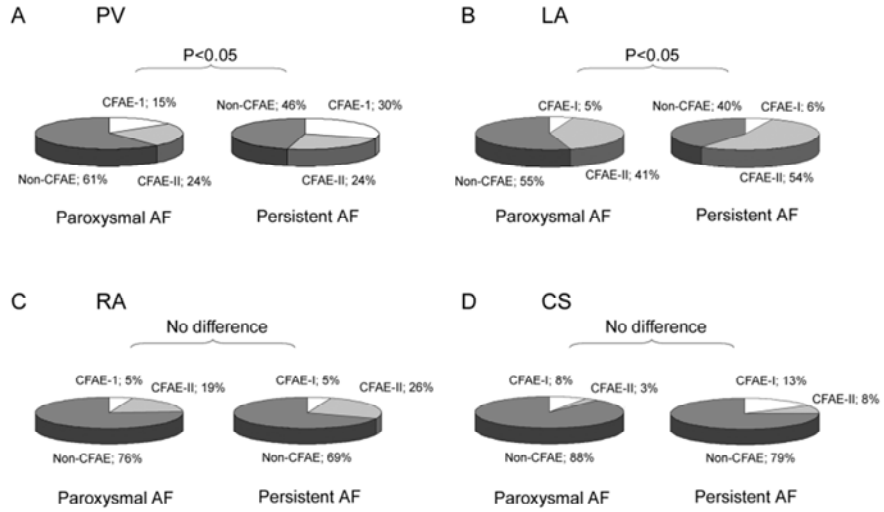 A PV
P<0.05
CFAE-1; 15%
Non-CFAE; 61%
CFAE-II; 24%
Paroxysmal AF
Non-CFAE; 46%
CFAE-1; 30%
CFAE-II; 24%
Persistent AF
B LA
P<0.05
CFAE-I; 5%
Non-CFAE; 55%
CFAE-II; 41%
Paroxysmal AF
Non-CFAE; 40%
CFAE-I; 6%
CFAE-II; 54%
Persistent AF
C RA
No difference
CFAE-1; 5%
CFAE-II; 19%
Non-CFAE; 76%
Paroxysmal AF
CFAE-I; 5%
CFAE-II; 26%
Non-CFAE; 69%
Persistent AF
D CS
No difference
CFAE-I; 8%
CFAE-II; 3%
Non-CFAE; 88%
Paroxysmal AF
CFAE-I; 13%
CFAE-II; 8%
Non-CFAE; 79%
Persistent AF